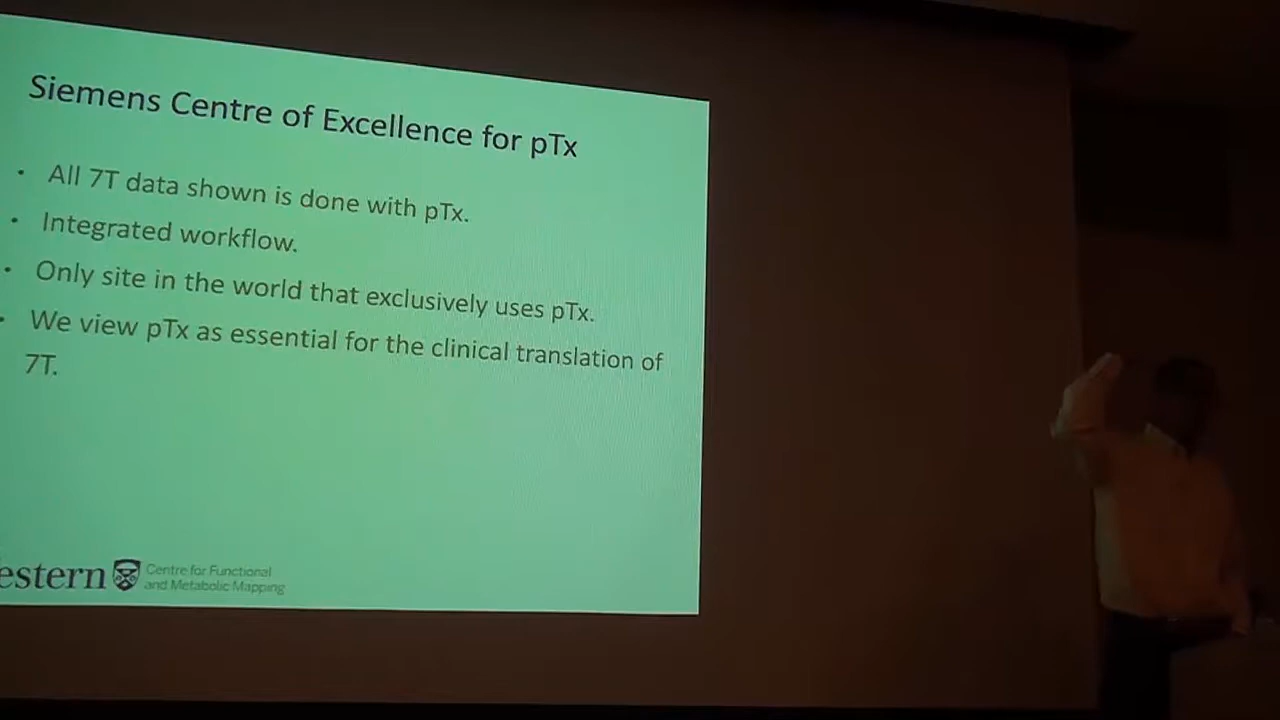 Siemens Centre of Excellence for pTx
• All 7T data shown is done with pTx.
• Integrated workflow.
• Only site in the world that exclusively uses pTx.
• We view pTx as essential for the clinical translation of
7T.
estern
Centre for Functional
and Metabolic Mapping